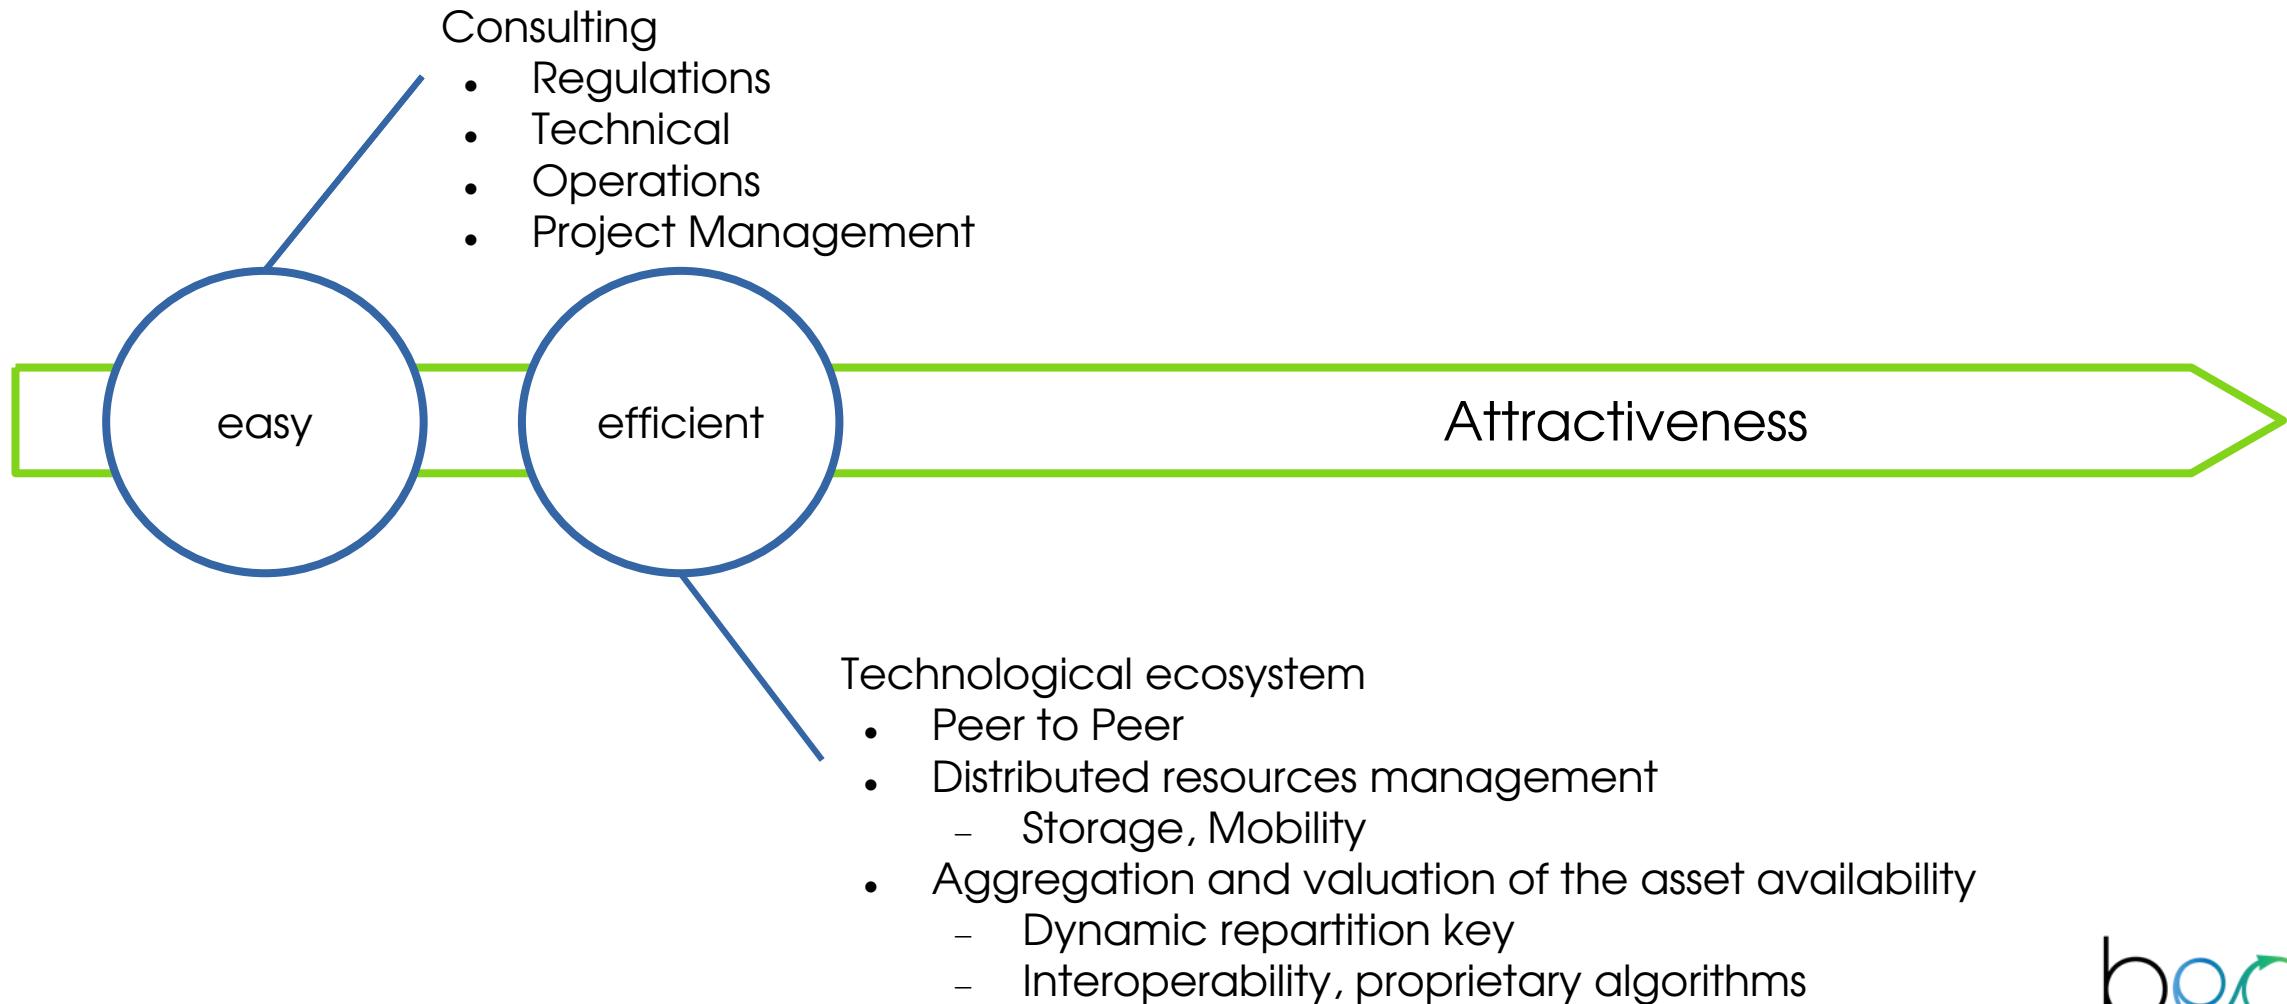 Consulting
• Regulations
• Technical
• Operations
• Project Management
easy
efficient
Attractiveness
Technological ecosystem
• Peer to Peer
• Distributed resources management
– Storage, Mobility
• Aggregation and valuation of the asset availability
– Dynamic repartition key
– Interoperability, proprietary algorithms